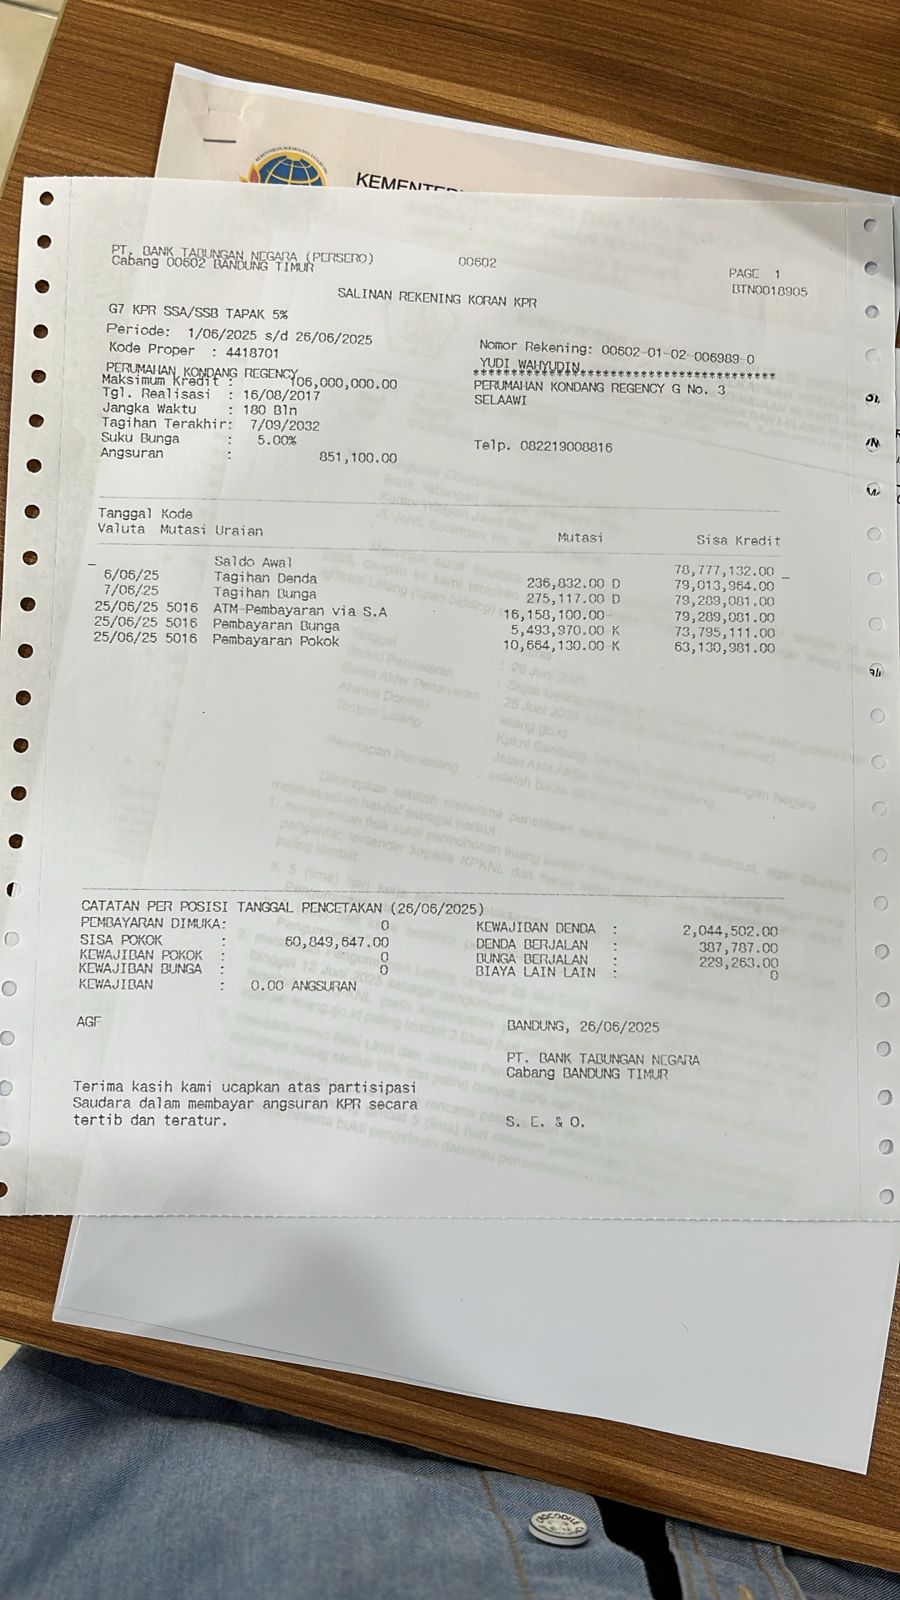 KEMENTERI
PT. BANK TABUNGAN NEGARA (PERSERO) 00602
Cabang 00602 BANDUNG TIMUR
PAGE 1
BTN0018905
SALINAN REKENING KORAN KPR
G7 KPR SSA/SSB TAPAK 5%
Periode: 1/06/2025 s/d 26/06/2025
Kode Proper : 4418701
Nomor Rekening: 00602-01-02-006989-0
YUDI WAHYUDIN
****************************************
PERUMAHAN KONDANG REGENCY
Maksimum Kredit : 106,000,000.00
PERUMAHAN KONDANG REGENCY G No. 3
Tgl. Realisasi : 16/08/2017
SELAAWI
Jangka Waktu : 180 Bln
Tagihan Terakhir: 7/09/2032
Suku Bunga : 5.00%
Telp. 082219008816
Angsuran : 851,100.00
Tanggal Kode
Valuta Mutasi Uraian Mutasi Sisa Kredit
Saldo Awal 78,777,132.00
6/06/25 Tagihan Denda 236,832.00 D 79,013,964.00
7/06/25 Tagihan Bunga 275,117.00 D 79,289,081.00
25/06/25 5016 ATM-Pembayaran via S.A 16,158,100.00 79,289,081.00
25/06/25 5016 Pembayaran Bunga 5,493,970.00 K 73,795,111.00
25/06/25 5016 Pembayaran Pokok 10,664,130.00 K 63,130,981.00
CATATAN PER POSISI TANGGAL PENCETAKAN (26/06/2025)
PEMBAYARAN DIMUKA: 0 KEWAJIBAN DENDA : 2,044,502.00
SISA POKOK : 60,849,647.00 DENDA BERJALAN : 387,787.00
KEWAJIBAN POKOK : 0 BUNGA BERJALAN : 229,263.00
KEWAJIBAN BUNGA : 0 BIAYA LAIN LAIN : 0
KEWAJIBAN : 0.00 ANGSURAN
AGF
BANDUNG, 26/06/2025
PT. BANK TABUNGAN NEGARA
Cabang BANDUNG TIMUR
Terima kasih kami ucapkan atas partisipasi
Saudara dalam membayar angsuran KPR secara
tertib dan teratur.
S. E. & O.